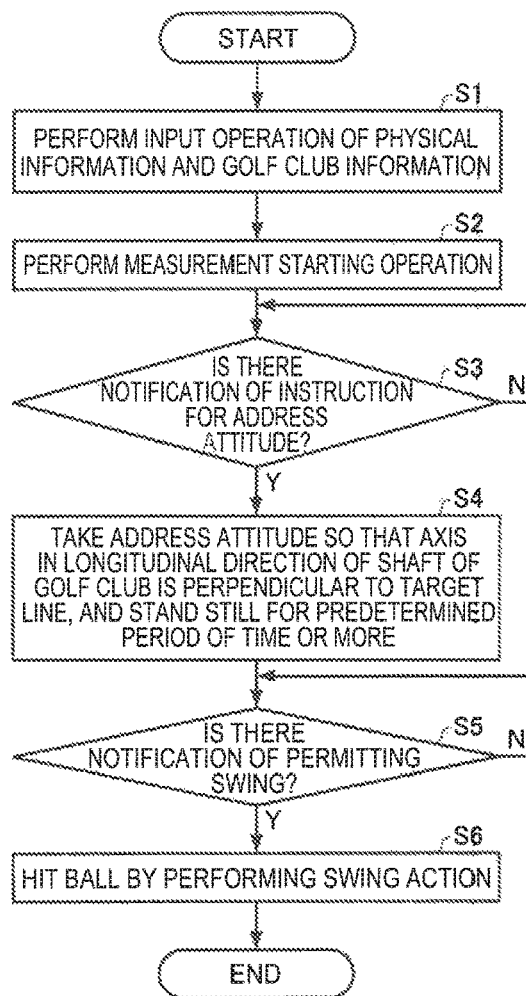 START
S1
PERFORM INPUT OPERATION OF PHYSICAL
INFORMATION AND GOLF CLUB INFORMATION
S2
PERFORM MEASUREMENT STARTING OPERATION
IS THERE
NOTIFICATION OF INSTRUCTION
FOR ADDRESS
ATTITUDE?
S3
N
Y
S4
TAKE ADDRESS ATTITUDE SO THAT AXIS
IN LONGITUDINAL DIRECTION OF SHAFT OF
GOLF CLUB IS PERPENDICULAR TO TARGET
LINE, AND STAND STILL FOR PREDETERMINED
PERIOD OF TIME OR MORE
IS THERE
NOTIFICATION OF PERMITTING
SWING?
S5
N
Y
S6
HIT BALL BY PERFORMING SWING ACTION
END